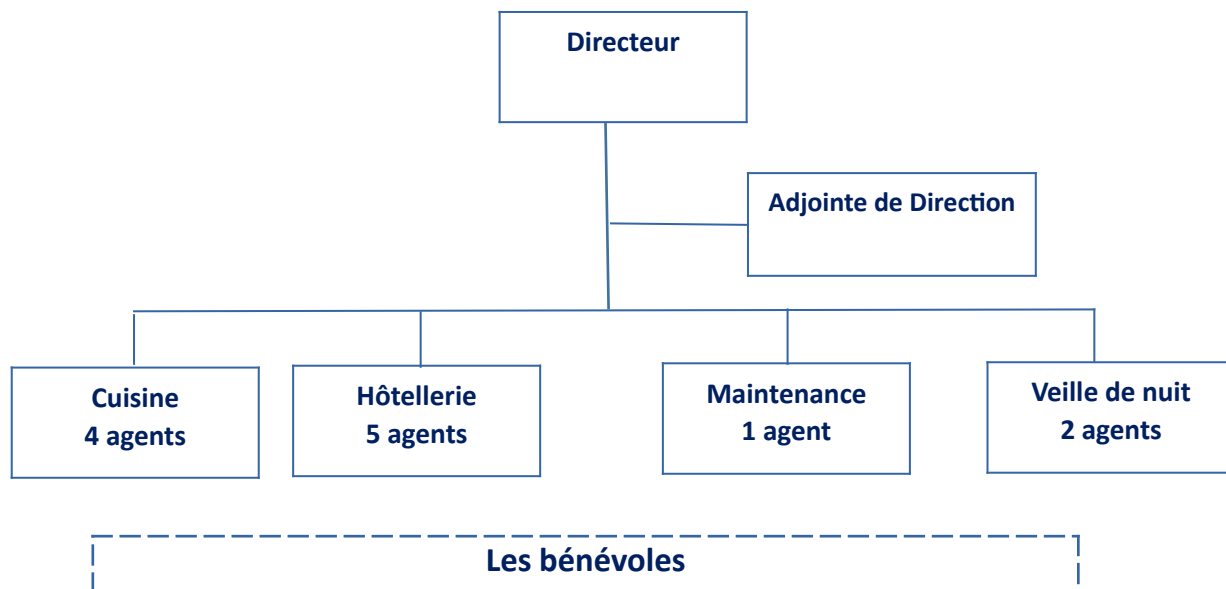 Directeur
Adjointe de Direction
Cuisine
4 agents
Hôtellerie
5 agents
Maintenance
1 agent
Veille de nuit
2 agents
Les bénévoles